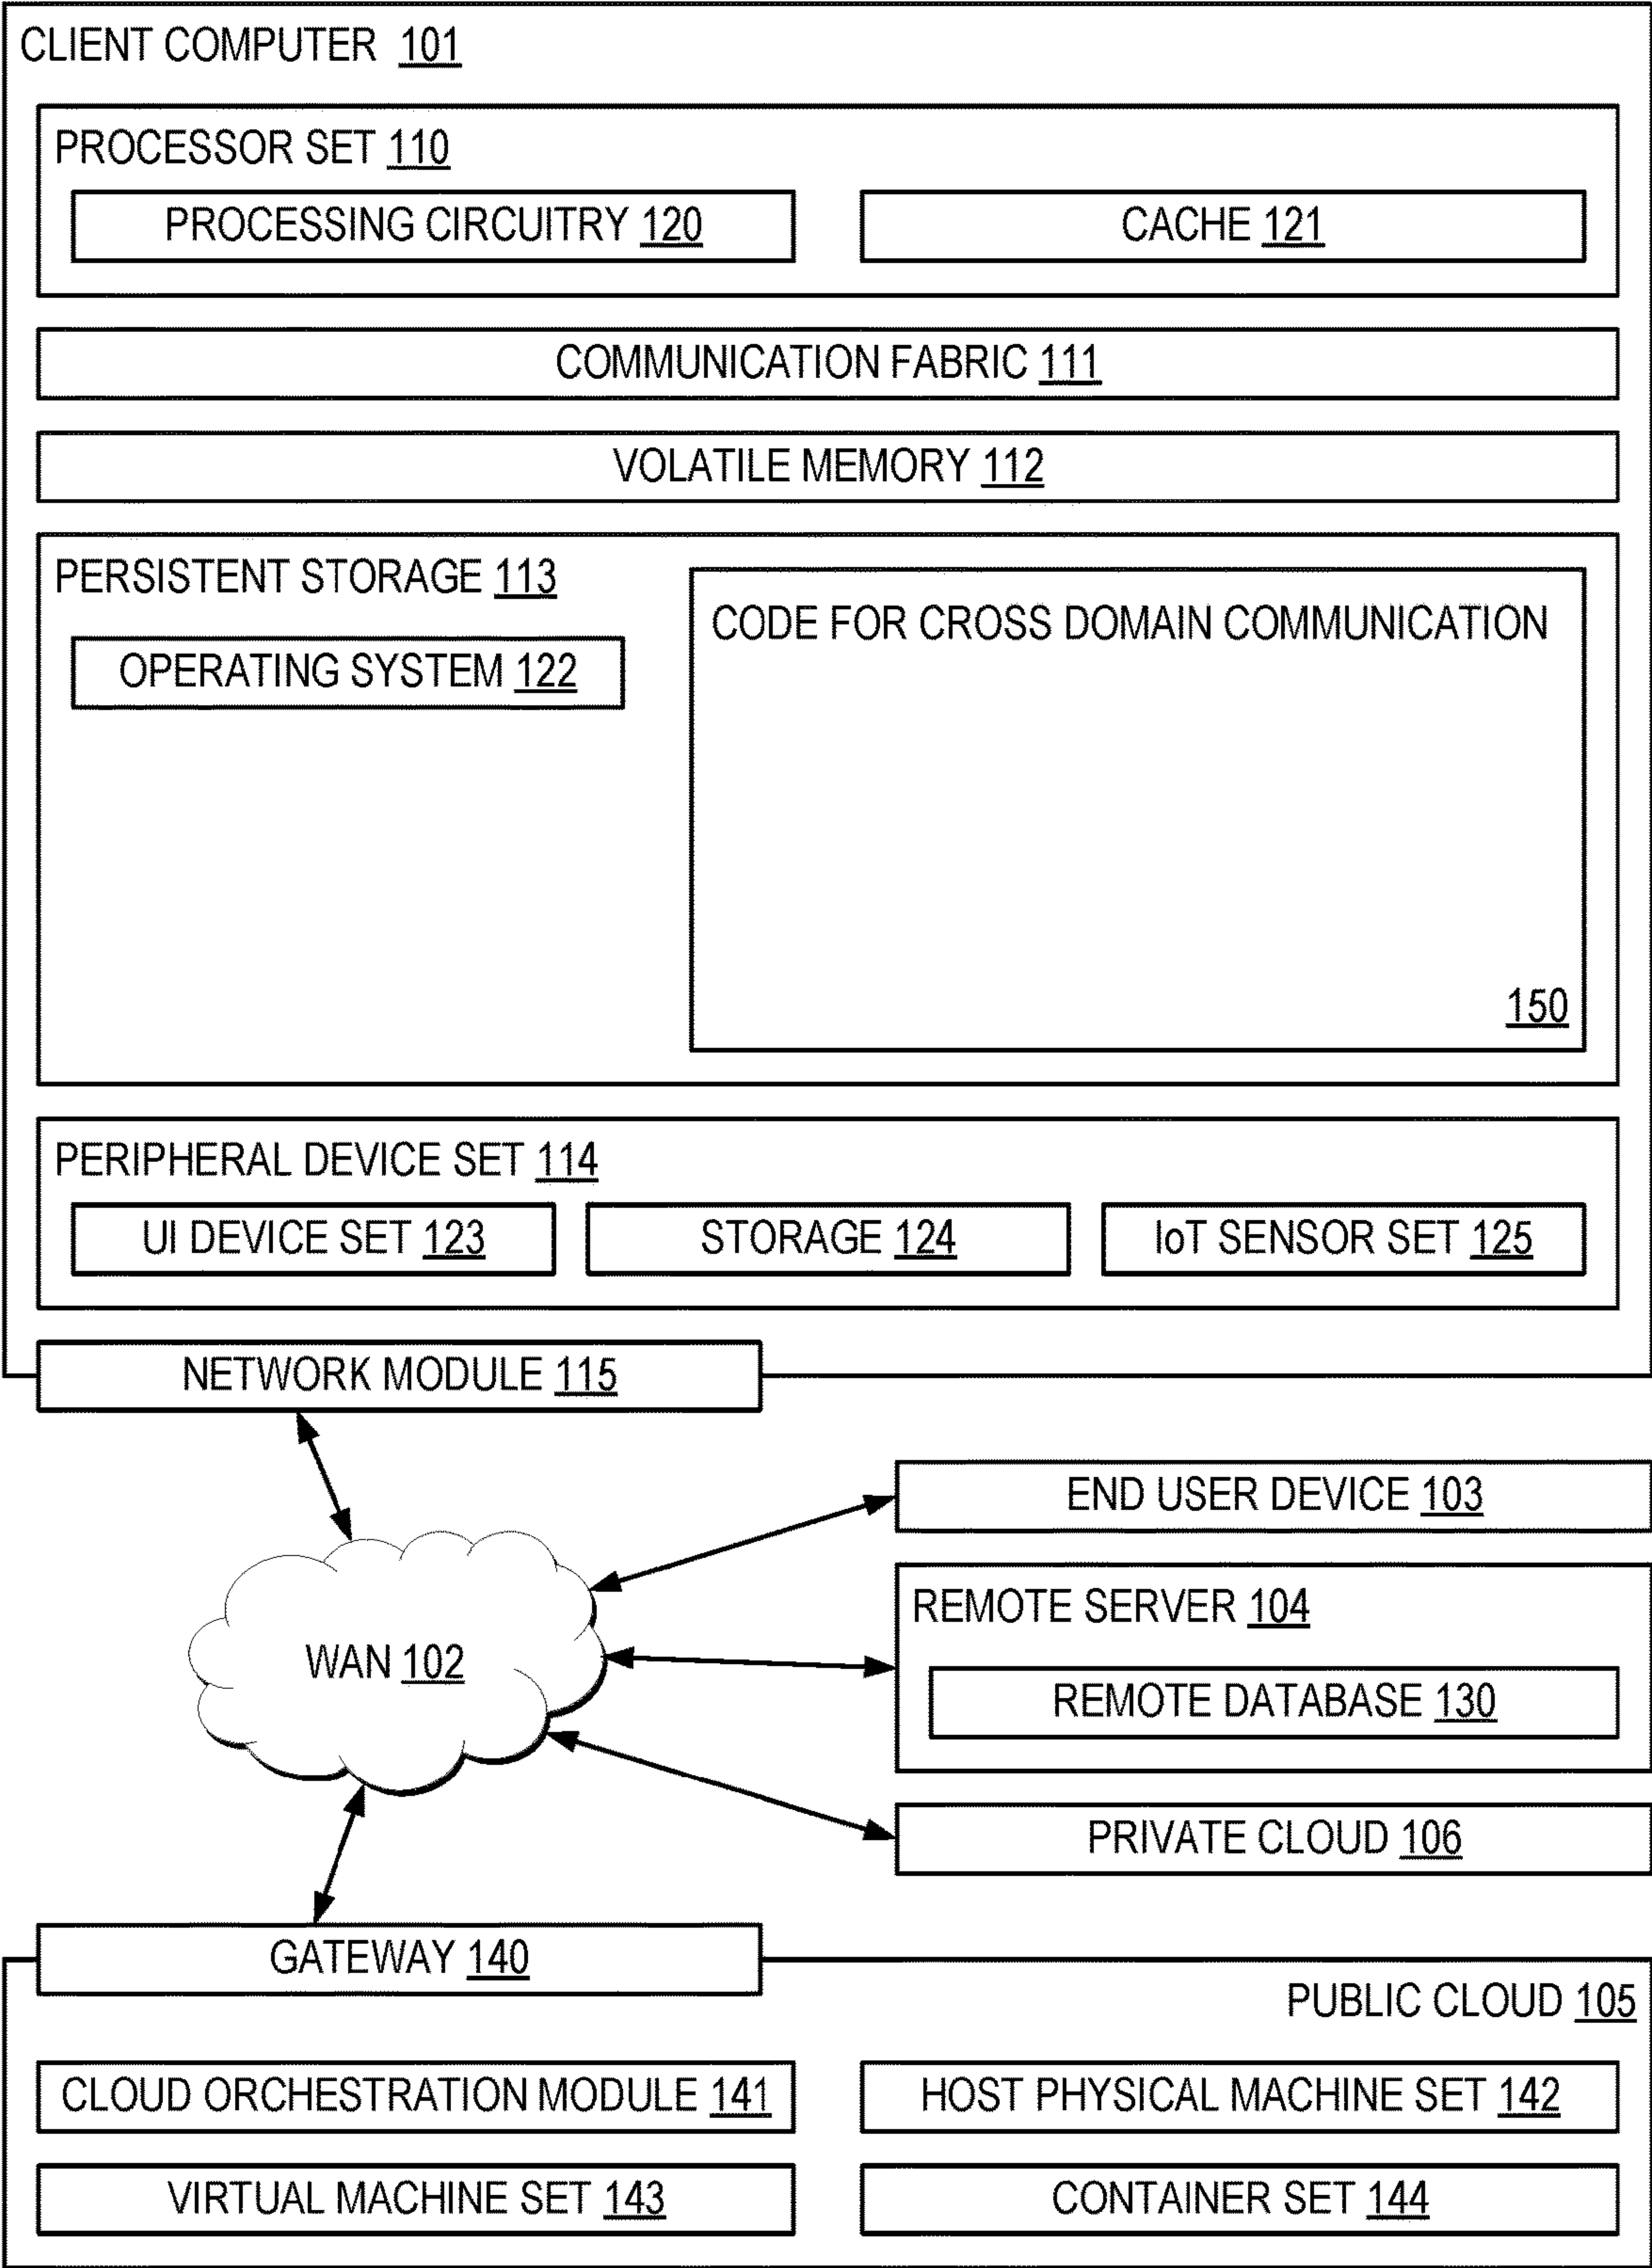 CLIENT COMPUTER 101
PROCESSOR SET 110
PROCESSING CIRCUITRY 120
CACHE 121
COMMUNICATION FABRIC 111
VOLATILE MEMORY 112
PERSISTENT STORAGE 113
OPERATING SYSTEM 122
CODE FOR CROSS DOMAIN COMMUNICATION
150
PERIPHERAL DEVICE SET 114
UI DEVICE SET 123
STORAGE 124
IoT SENSOR SET 125
NETWORK MODULE 115
END USER DEVICE 103
REMOTE SERVER 104
WAN 102
REMOTE DATABASE 130
PRIVATE CLOUD 106
GATEWAY 140
PUBLIC CLOUD 105
CLOUD ORCHESTRATION MODULE 141
HOST PHYSICAL MACHINE SET 142
VIRTUAL MACHINE SET 143
CONTAINER SET 144